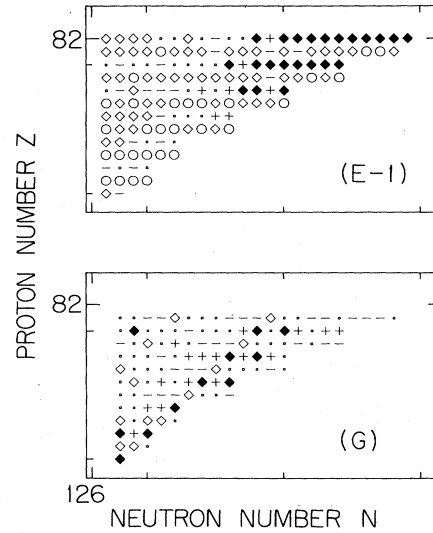 82
(E-1)
PROTON NUMBER Z
82
(G)
126
NEUTRON NUMBER N